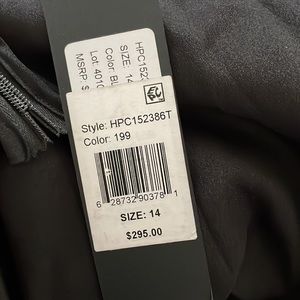 HPC152
SIZE: 14
Color: BL
Lot: 4010
MSRP: $
Style: HPC152386T
Color: 199
6 28732 90378 1
SIZE: 14
$295.00